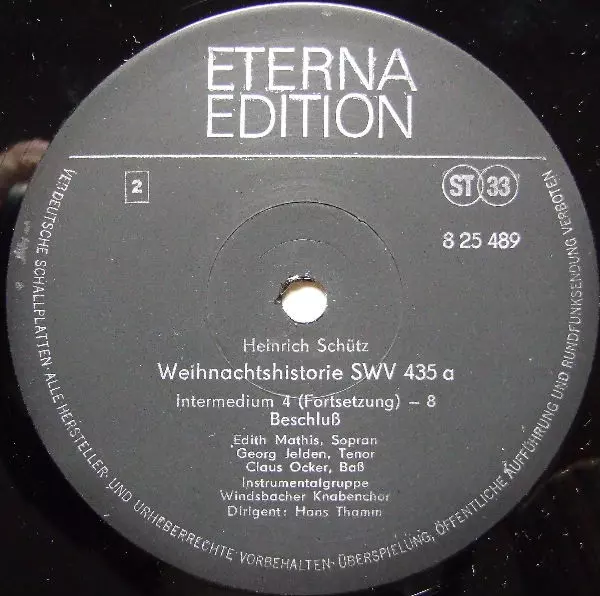 ETERNA
EDITION
2
ST 33
8 25 489
Heinrich Schütz
Weihnachtshistorie SWV 435 a
Intermedium 4 (Fortsetzung) – 8
Beschluß
Edith Mathis, Sopran
Georg Jelden, Tenor
Claus Ocker, Baß
Instrumentalgruppe
Windsbacher Knabenchor
Dirigent: Hans Thamm
VEB DEUTSCHE SCHALLPLATTEN · ALLE HERSTELLER- UND URHEBERRECHTE VORBEHALTEN · ÜBERSPIELUNG, ÖFFENTLICHE AUFFÜHRUNG UND RUNDFUNKSENDUNG VERBOTEN